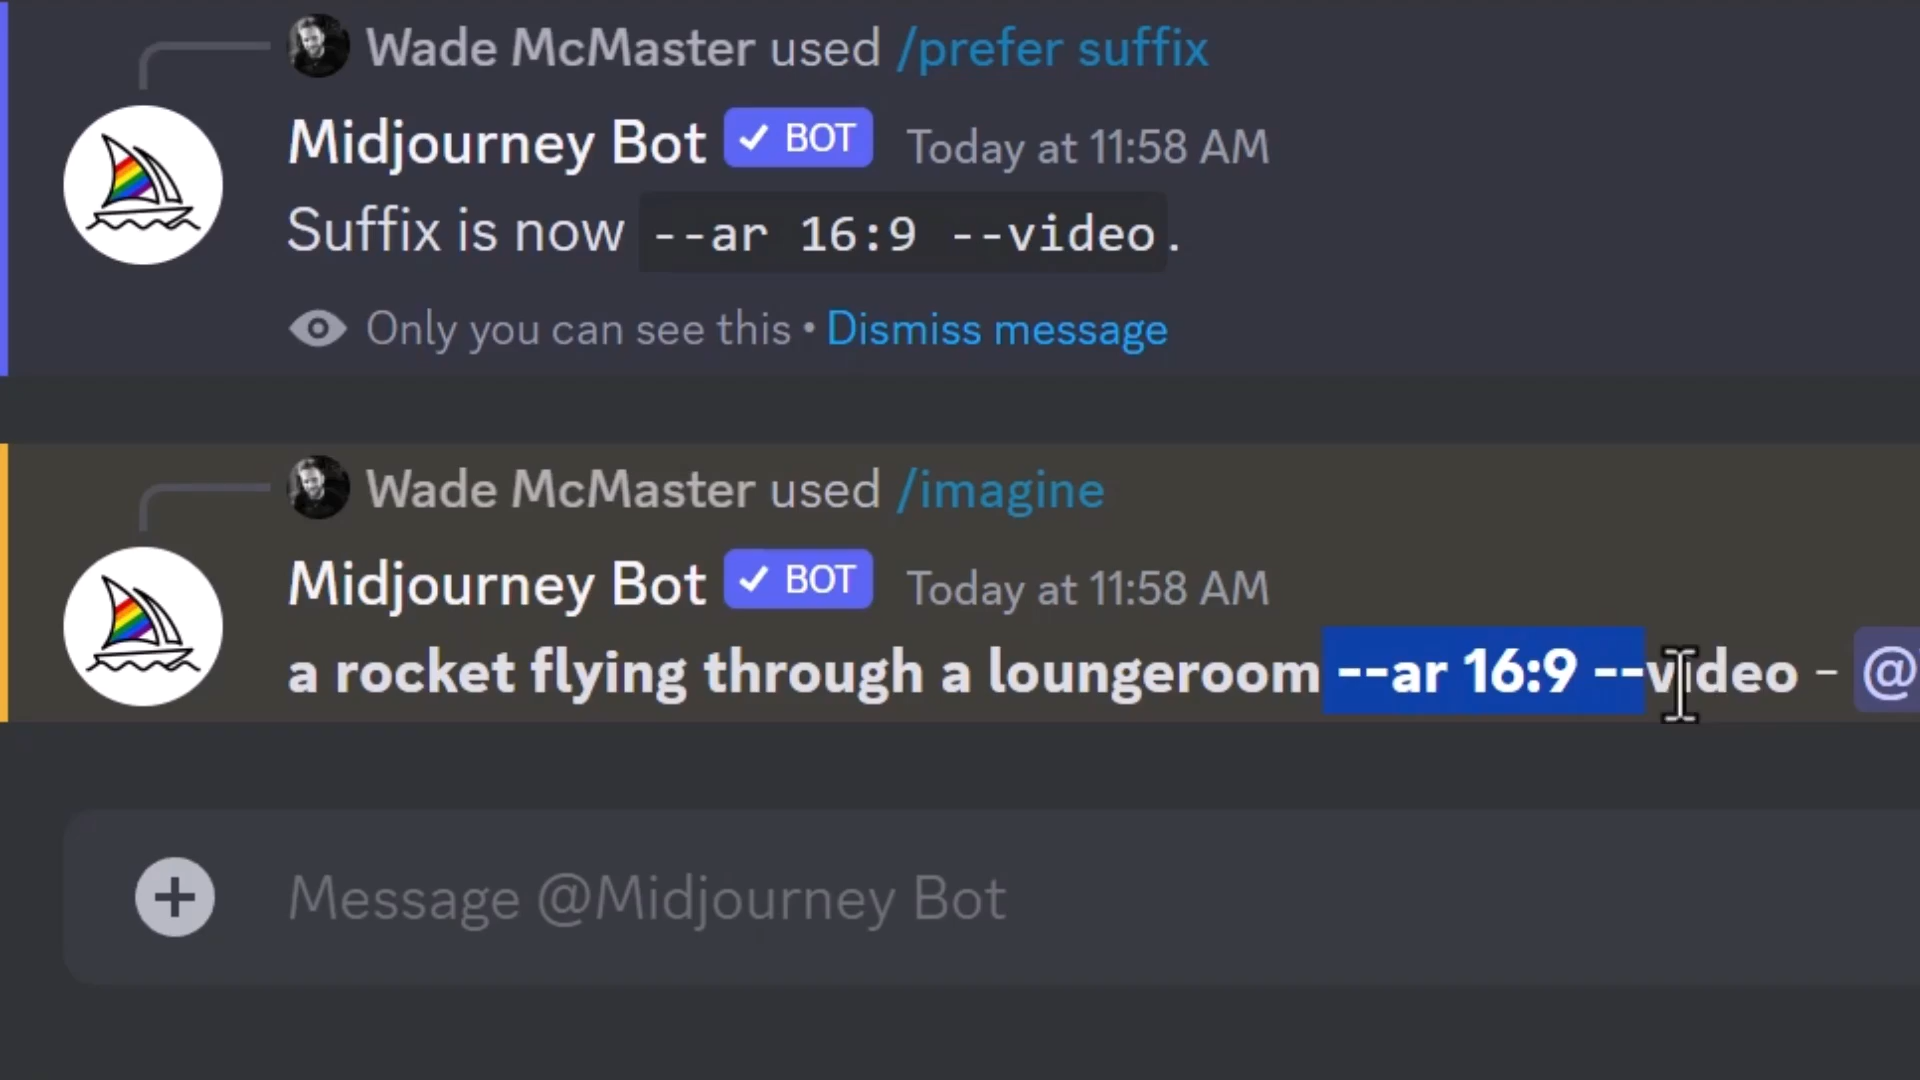 Wade McMaster used /prefer suffix
Midjourney Bot ✓ BOT Today at 11:58 AM
Suffix is now --ar 16:9 --video.
Only you can see this • Dismiss message
Wade McMaster used /imagine
Midjourney Bot ✓ BOT Today at 11:58 AM
a rocket flying through a loungeroom --ar 16:9 --video - @
Message @Midjourney Bot